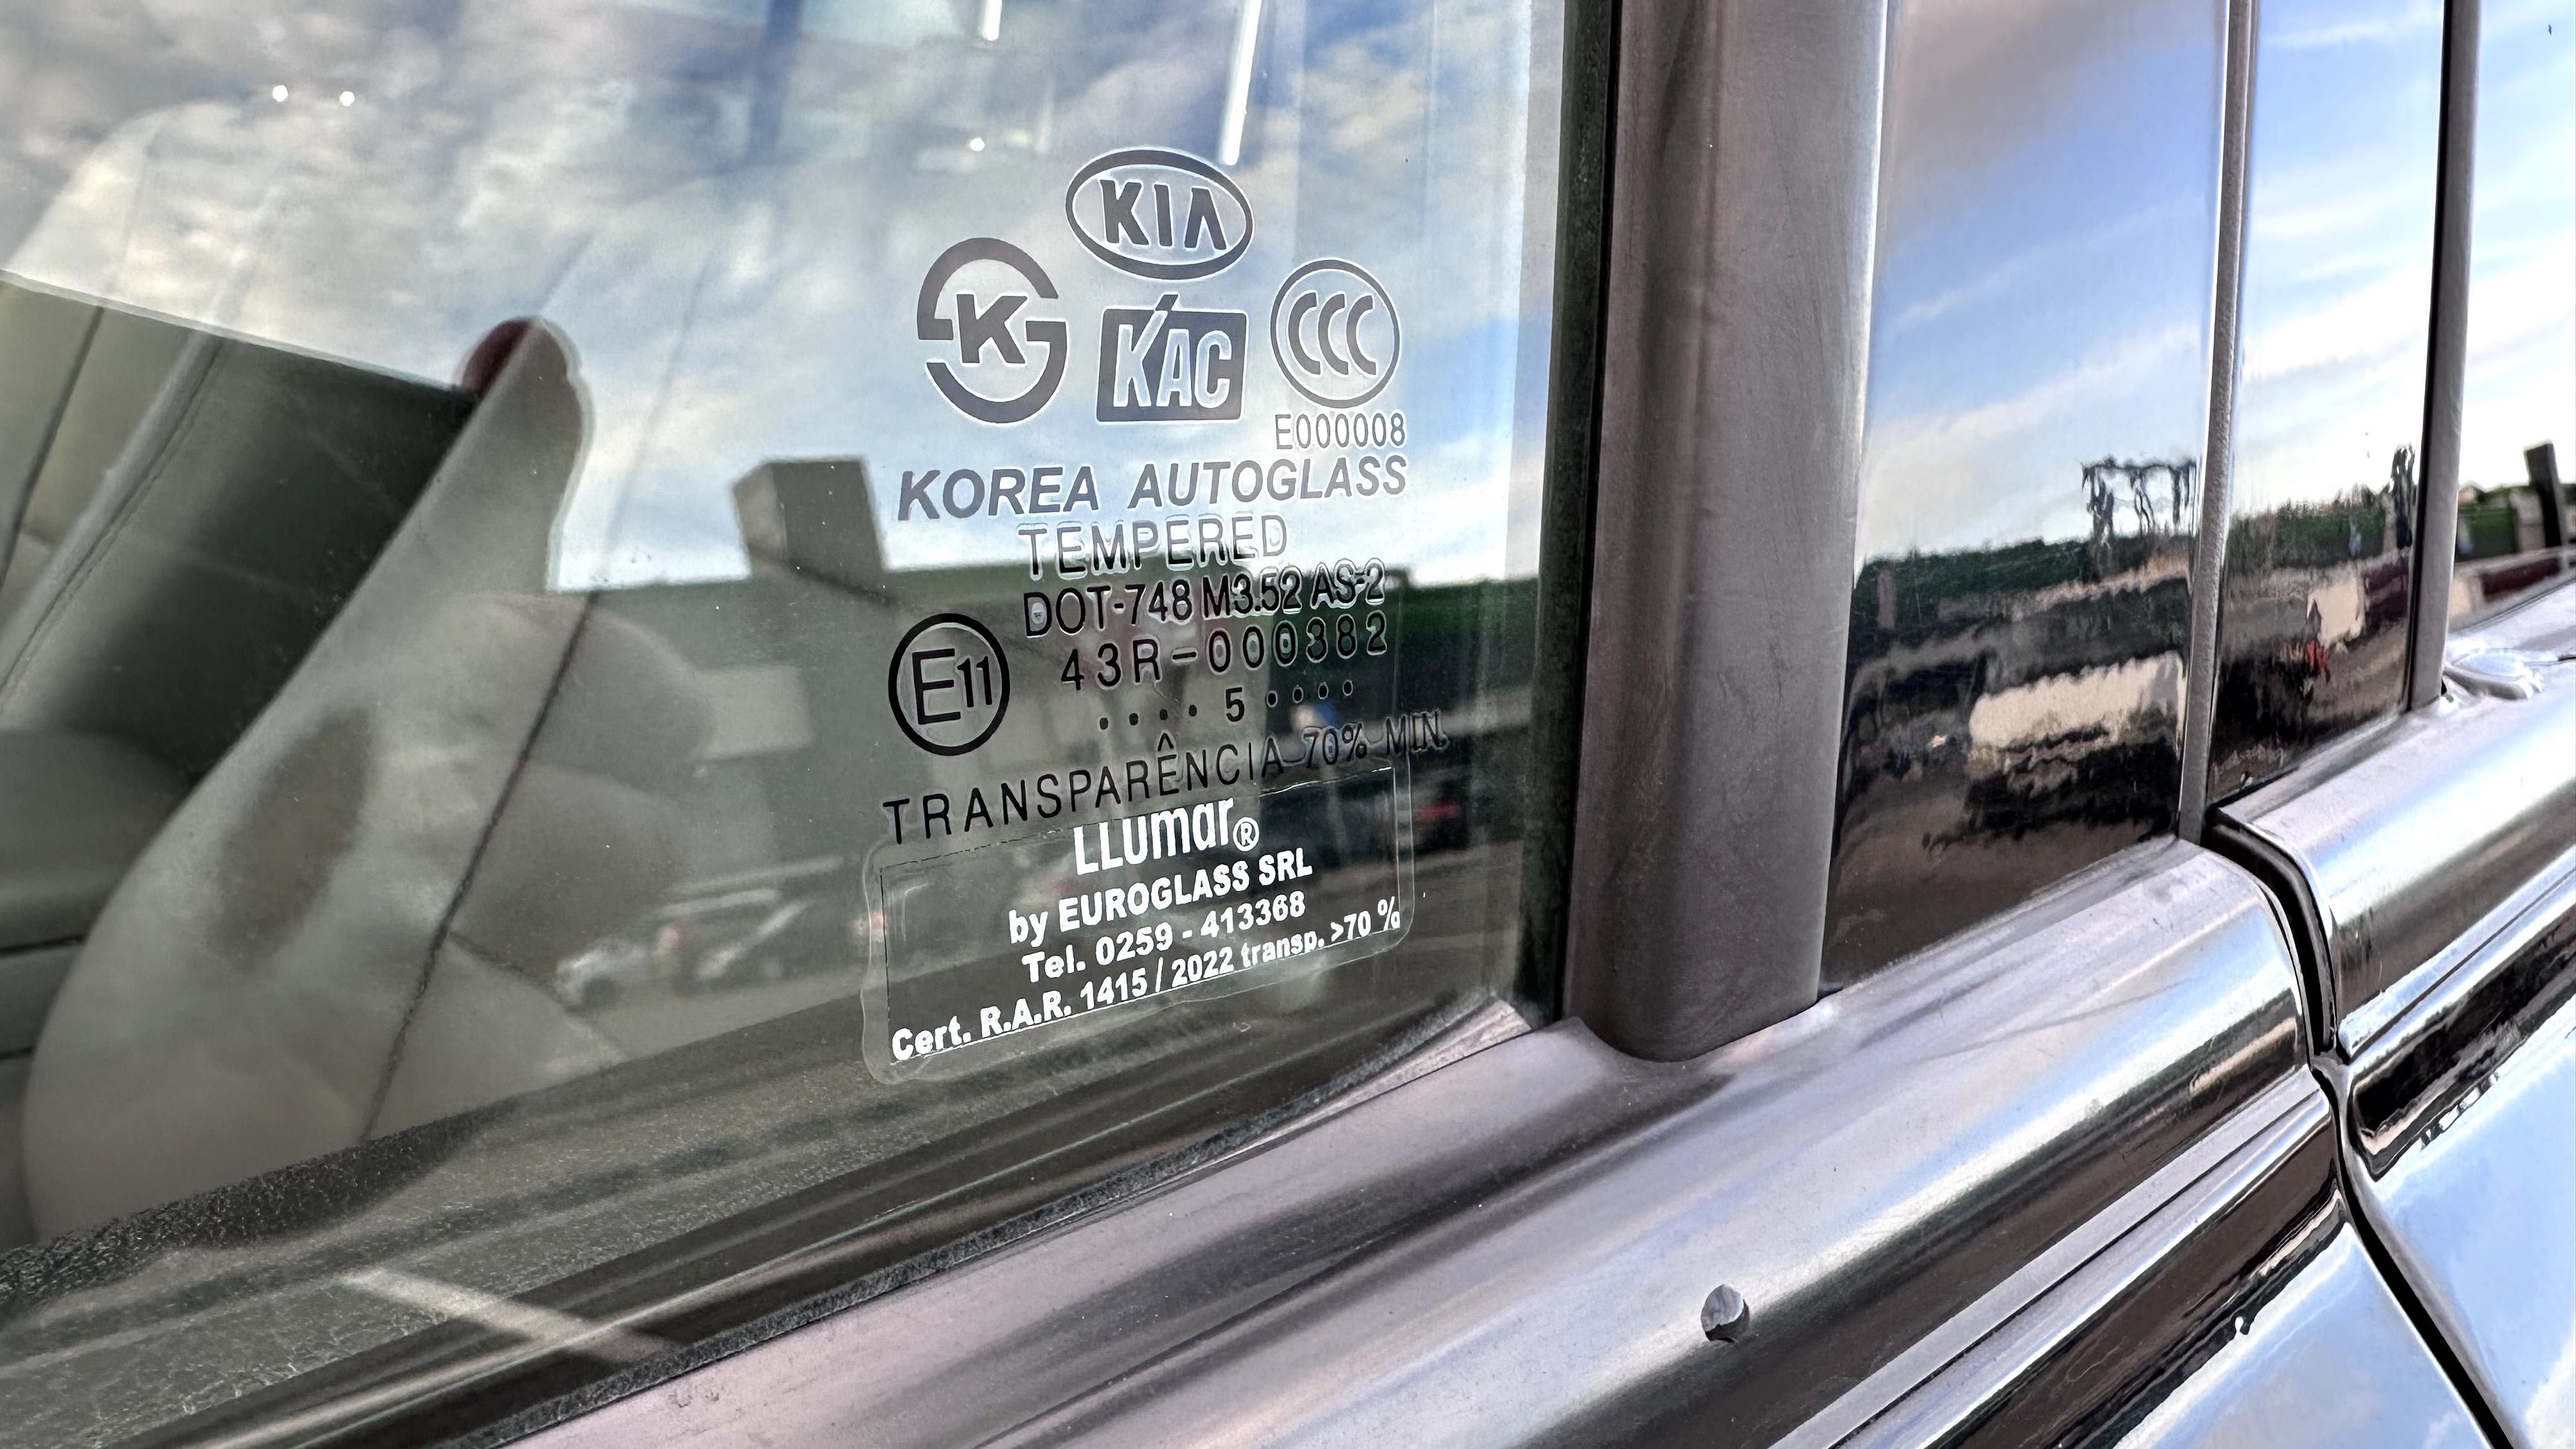 KIA
K
KAC
CCC
E000008
KOREA AUTOGLASS
TEMPERED
DOT-748 M3.52 AS-2
E11
43R-000382
.... 5 ....
TRANSPARÊNCIA 70% MIN.
LLumar®
by EUROGLASS SRL
Tel. 0259 - 413368
Cert. R.A.R. 1415 / 2022 transp. >70 %